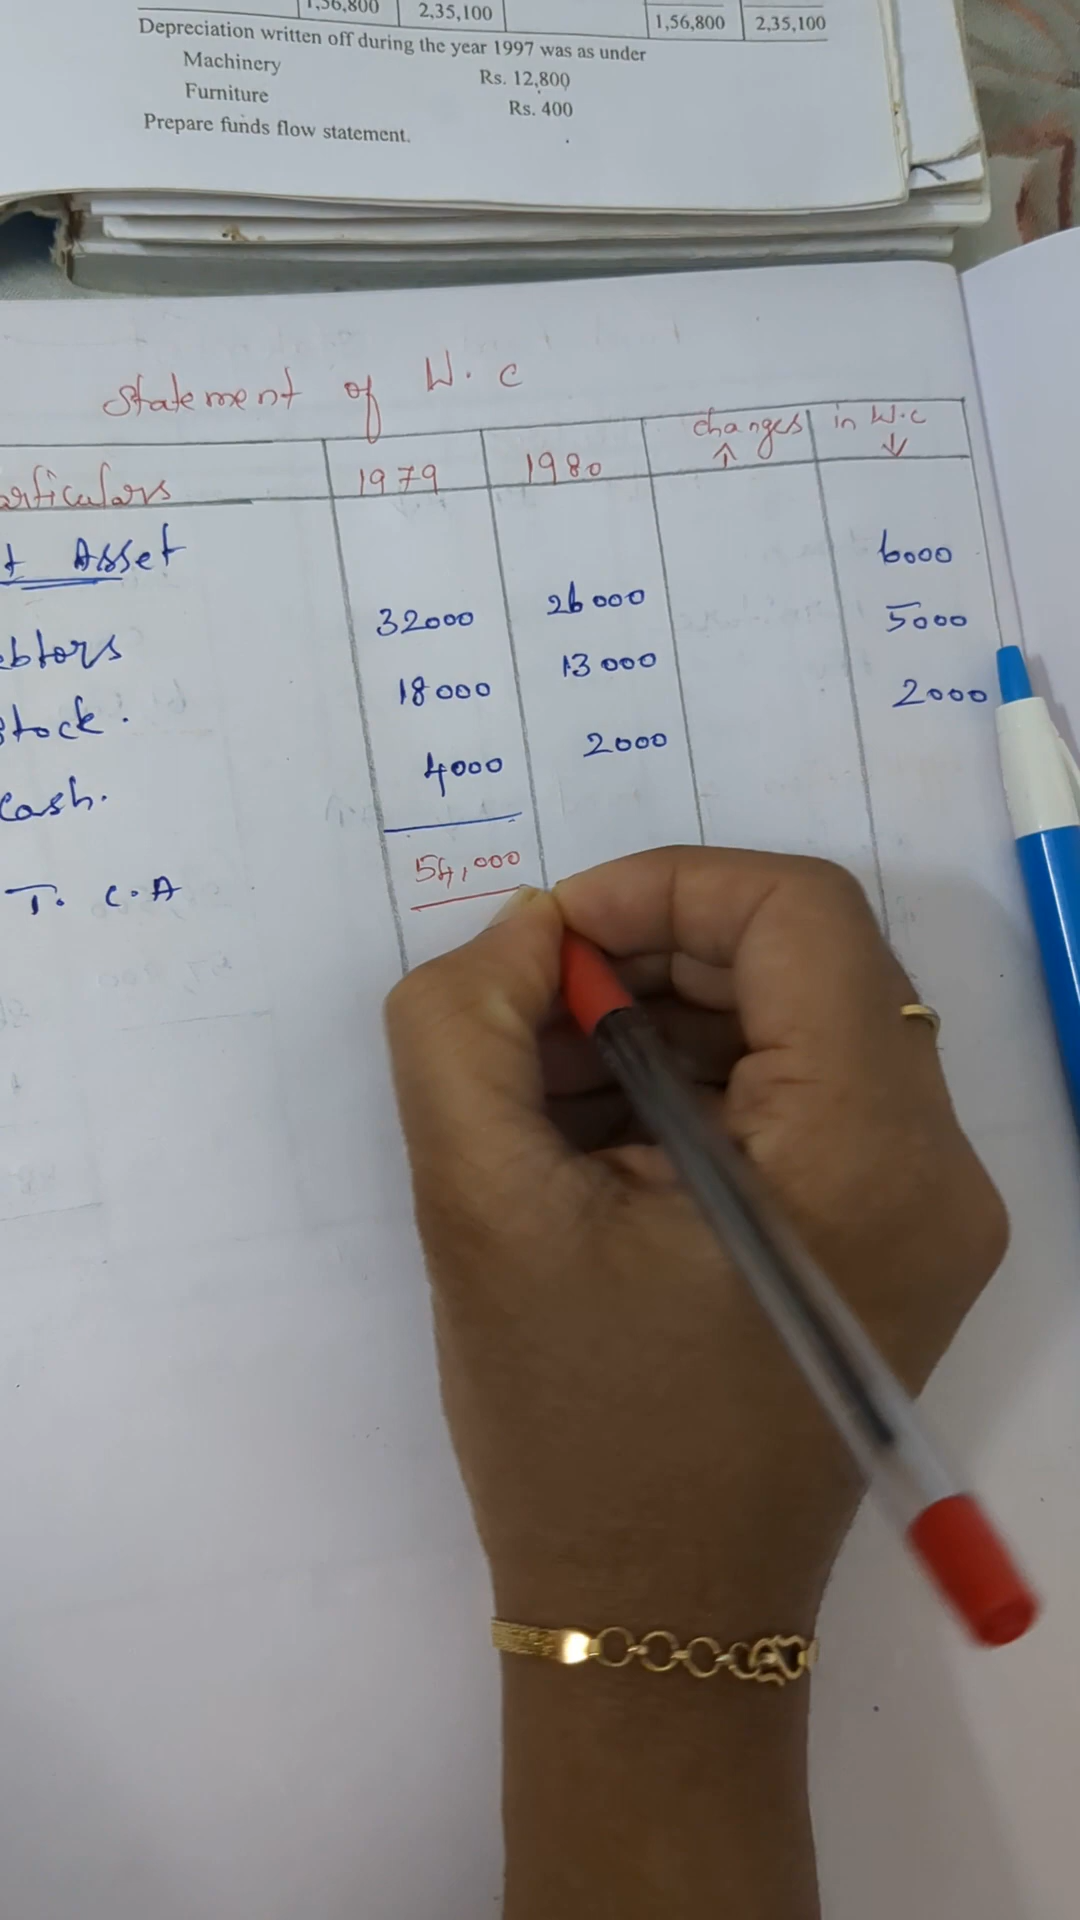 1,56,800 2,35,100 1,56,800 2,35,100
Depreciation written off during the year 1997 was as under
Machinery Rs. 12,800
Furniture Rs. 400
Prepare funds flow statement.
Statement of W.C
articulars 1979 1980 changes in W.C
↑ ↓
t Asset
ebtors 32000 26000 6000
stock. 18000 13000 5000
cash. 4000 2000 2000
T. C.A 54,000